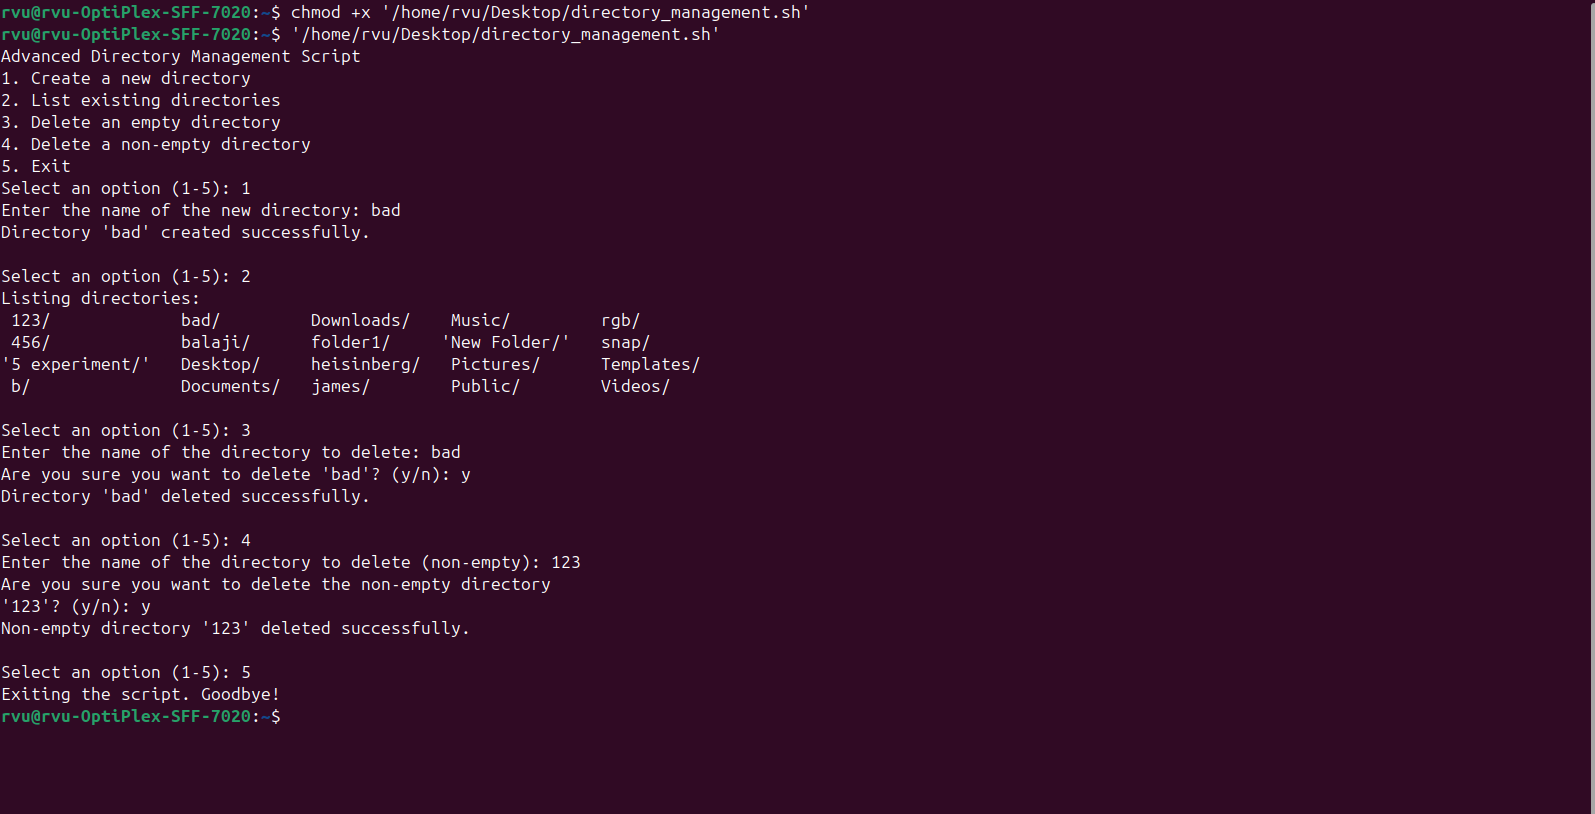 rvu@rvu-OptiPlex-SFF-7020:~$ chmod +x '/home/rvu/Desktop/directory_management.sh'
rvu@rvu-OptiPlex-SFF-7020:~$ '/home/rvu/Desktop/directory_management.sh'
Advanced Directory Management Script
1. Create a new directory
2. List existing directories
3. Delete an empty directory
4. Delete a non-empty directory
5. Exit
Select an option (1-5): 1
Enter the name of the new directory: bad
Directory 'bad' created successfully.

Select an option (1-5): 2
Listing directories:
 123/             bad/         Downloads/    Music/         rgb/
 456/             balaji/      folder1/     'New Folder/'   snap/
'5 experiment/'   Desktop/     heisinberg/   Pictures/      Templates/
 b/               Documents/   james/        Public/        Videos/

Select an option (1-5): 3
Enter the name of the directory to delete: bad
Are you sure you want to delete 'bad'? (y/n): y
Directory 'bad' deleted successfully.

Select an option (1-5): 4
Enter the name of the directory to delete (non-empty): 123
Are you sure you want to delete the non-empty directory
'123'? (y/n): y
Non-empty directory '123' deleted successfully.

Select an option (1-5): 5
Exiting the script. Goodbye!
rvu@rvu-OptiPlex-SFF-7020:~$